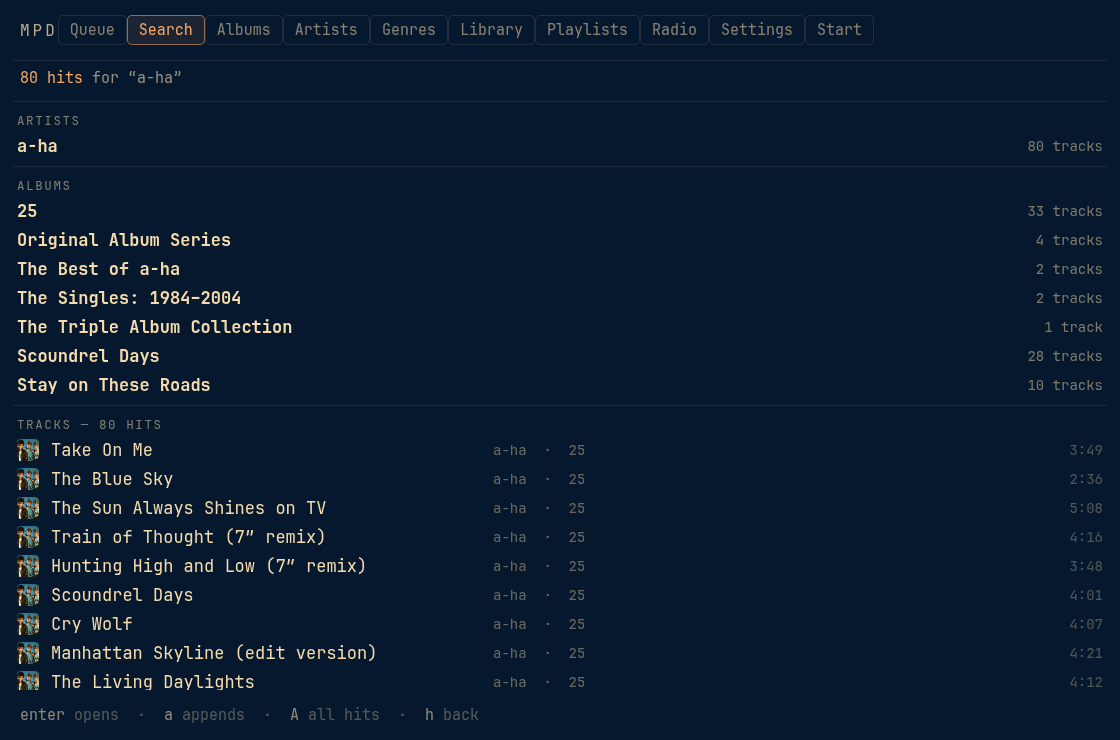 MPD Queue Search Albums Artists Genres Library Playlists Radio Settings Start
80 hits for “a-ha”
ARTISTS
a-ha 80 tracks
ALBUMS
25 33 tracks
Original Album Series 4 tracks
The Best of a-ha 2 tracks
The Singles: 1984–2004 2 tracks
The Triple Album Collection 1 track
Scoundrel Days 28 tracks
Stay on These Roads 10 tracks
TRACKS — 80 HITS
Take On Me a-ha · 25 3:49
The Blue Sky a-ha · 25 2:36
The Sun Always Shines on TV a-ha · 25 5:08
Train of Thought (7″ remix) a-ha · 25 4:16
Hunting High and Low (7″ remix) a-ha · 25 3:48
Scoundrel Days a-ha · 25 4:01
Cry Wolf a-ha · 25 4:07
Manhattan Skyline (edit version) a-ha · 25 4:21
The Living Daylights a-ha · 25 4:12
enter opens · a appends · A all hits · h back